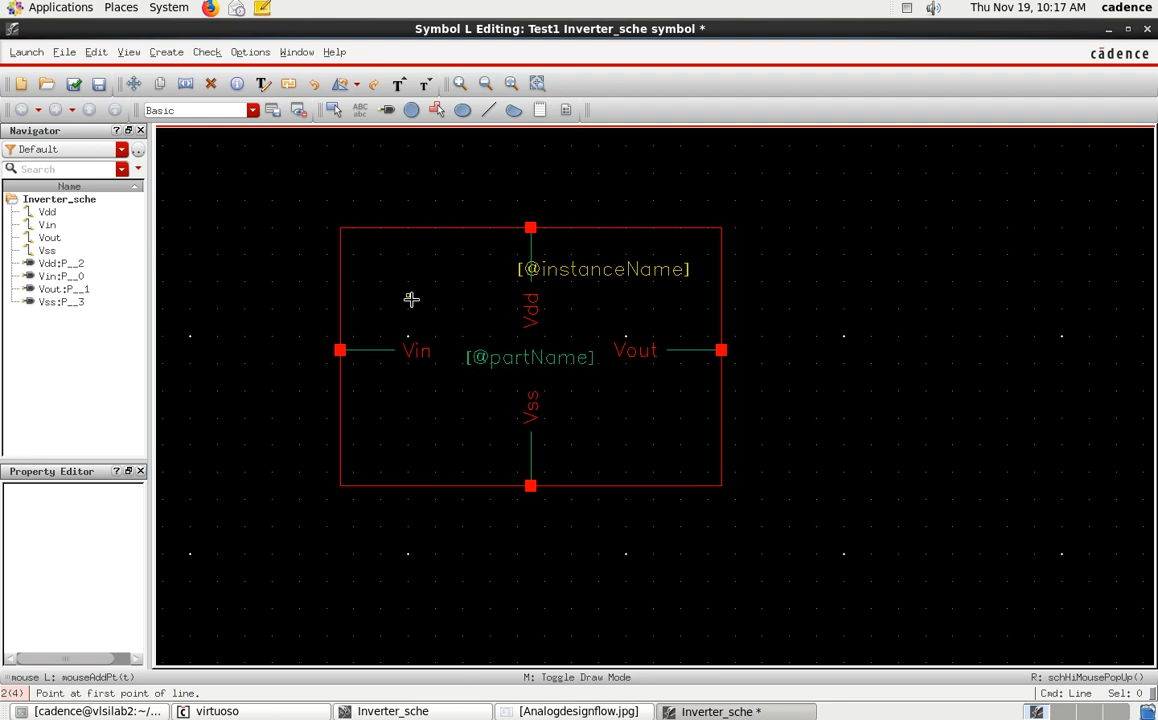 Applications Places System Thu Nov 19, 10:17 AM cadence
Symbol L Editing: Test1 Inverter_sche symbol *
Launch File Edit View Create Check Options Window Help cādence
Basic
ABC
abc
Navigator
Default
Search
Name
Inverter_sche
Vdd
Vin
Vout
Vss
Vdd:P__2
Vin:P__0
Vout:P__1
Vss:P__3
Property Editor
[@instanceName]
Vdd
Vin
[@partName]
Vout
Vss
mouse L: mouseAddPt(t) M: Toggle Draw Mode R: schHiMousePopUp()
2(4) Point at first point of line. Cmd: Line Sel: 0
[cadence@vlsilab2:~/... virtuoso Inverter_sche [Analogdesignflow.jpg] Inverter_sche *